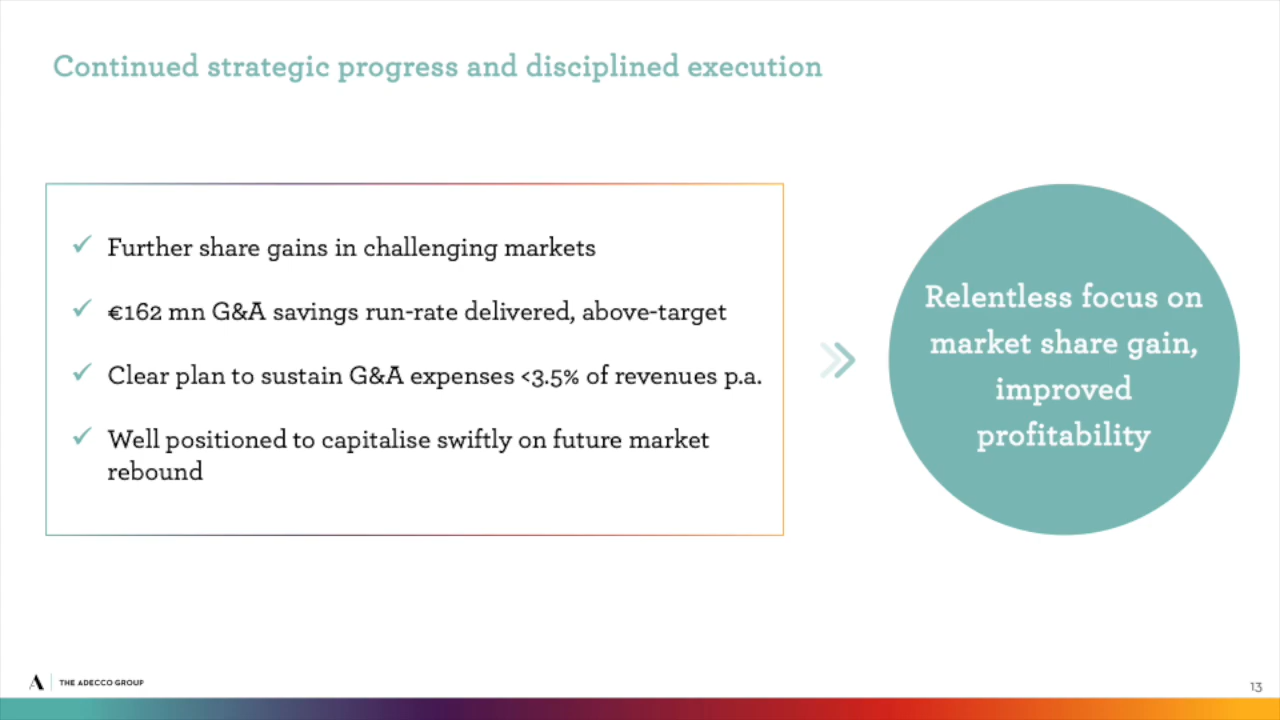 Continued strategic progress and disciplined execution
✓ Further share gains in challenging markets
✓ €162 mn G&A savings run-rate delivered, above-target
✓ Clear plan to sustain G&A expenses <3.5% of revenues p.a.
✓ Well positioned to capitalise swiftly on future market
rebound
Relentless focus on
market share gain,
improved
profitability
A THE ADECCO GROUP
13